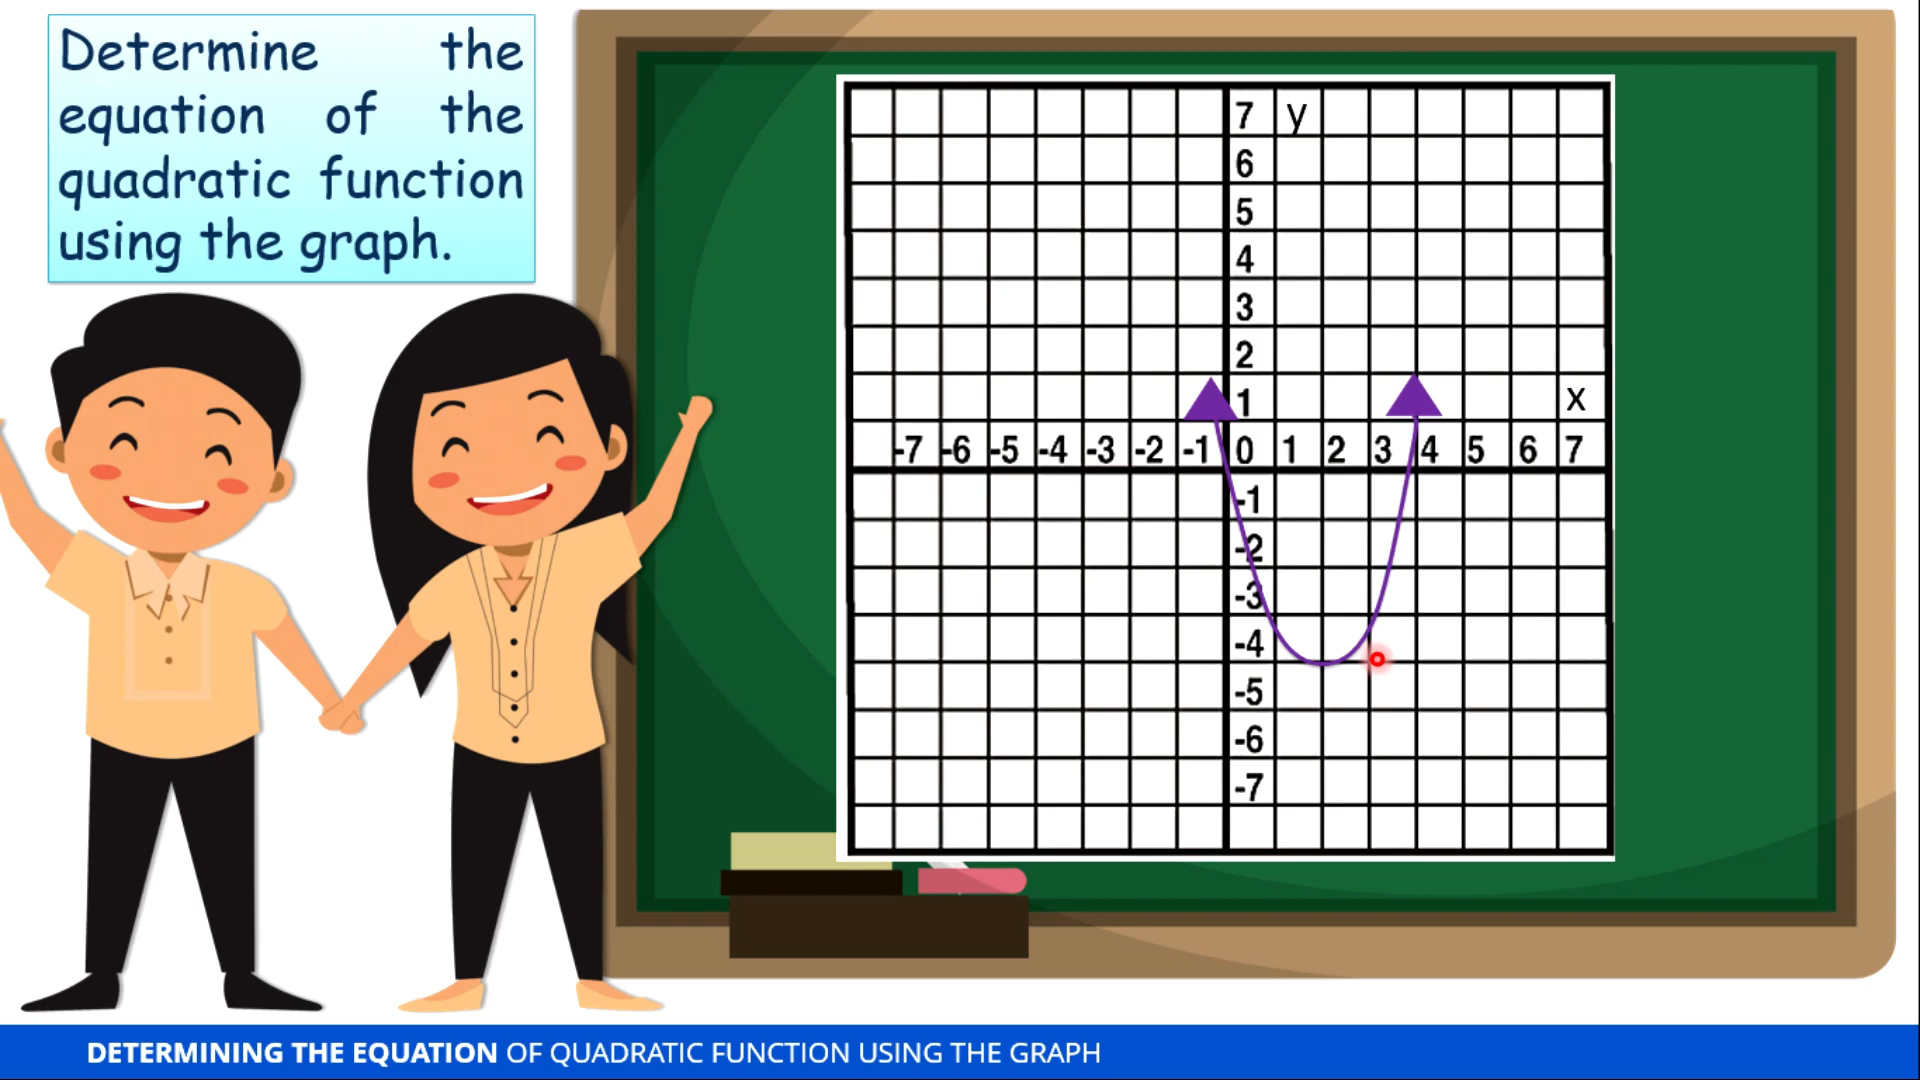 Determine the
equation of the
quadratic function
using the graph.
7 y
6
5
4
3
2
1 x
-7 -6 -5 -4 -3 -2 -1 0 1 2 3 4 5 6 7
-1
-2
-3
-4
-5
-6
-7
DETERMINING THE EQUATION OF QUADRATIC FUNCTION USING THE GRAPH